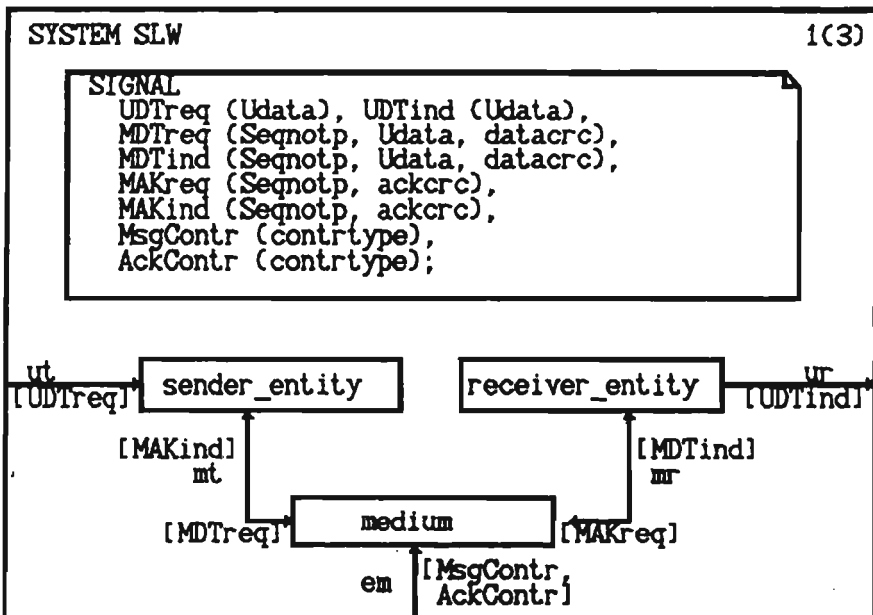 SYSTEM SLW 1(3)
SIGNAL
UDTreq (Udata), UDTind (Udata),
MDTreq (Seqnotp, Udata, datacrc),
MDTind (Seqnotp, Udata, datacrc),
MAKreq (Seqnotp, ackcrc),
MAKind (Seqnotp, ackcrc),
MsgContr (contrtype),
AckContr (contrtype);
ut
[UDTreq]
sender_entity
receiver_entity
ur
[UDTind]
[MAKind]
mt
[MDTind]
mr
[MDTreq]
medium
[MAKreq]
em
[MsgContr,
AckContr]